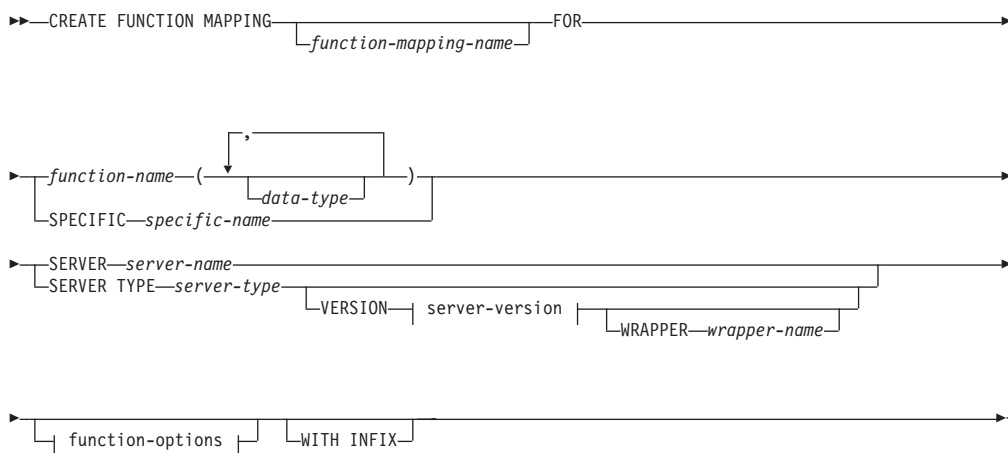 CREATE FUNCTION MAPPING FOR
function-mapping-name
,
function-name ( )
data-type
SPECIFIC specific-name
SERVER server-name
SERVER TYPE server-type
VERSION server-version
WRAPPER wrapper-name
function-options WITH INFIX